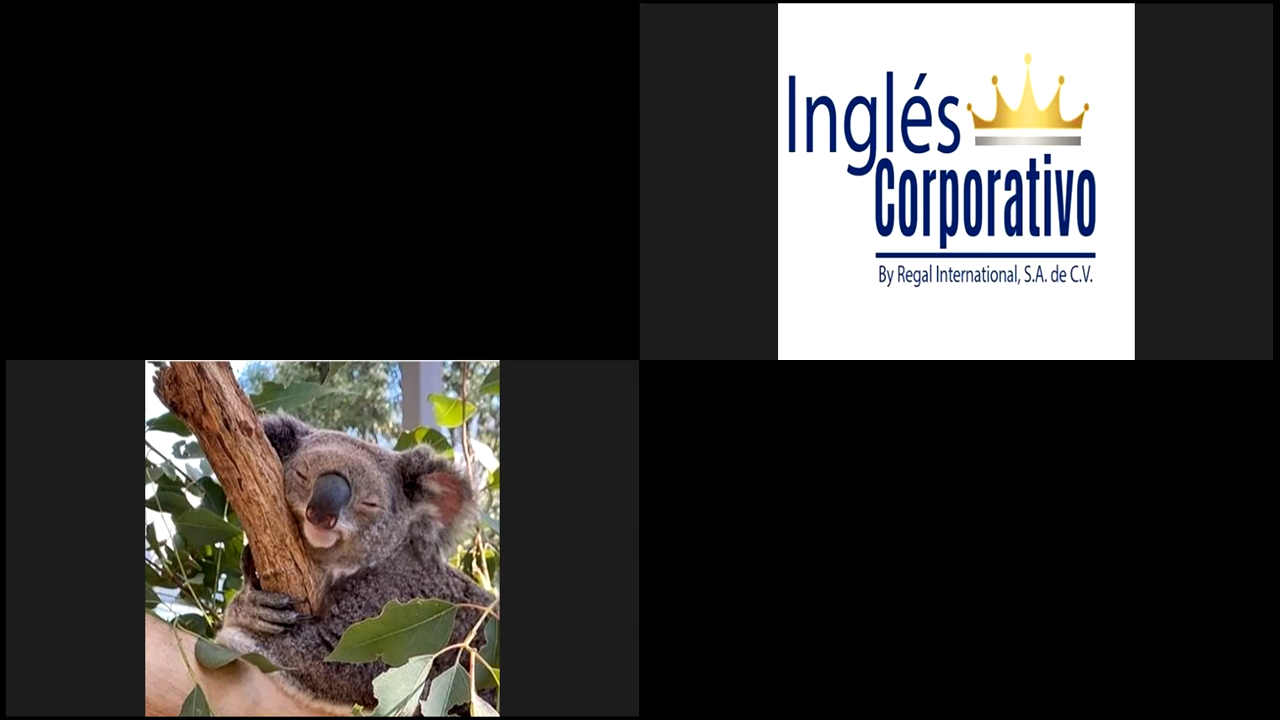 Inglés
Corporativo
By Regal International, S.A. de C.V.